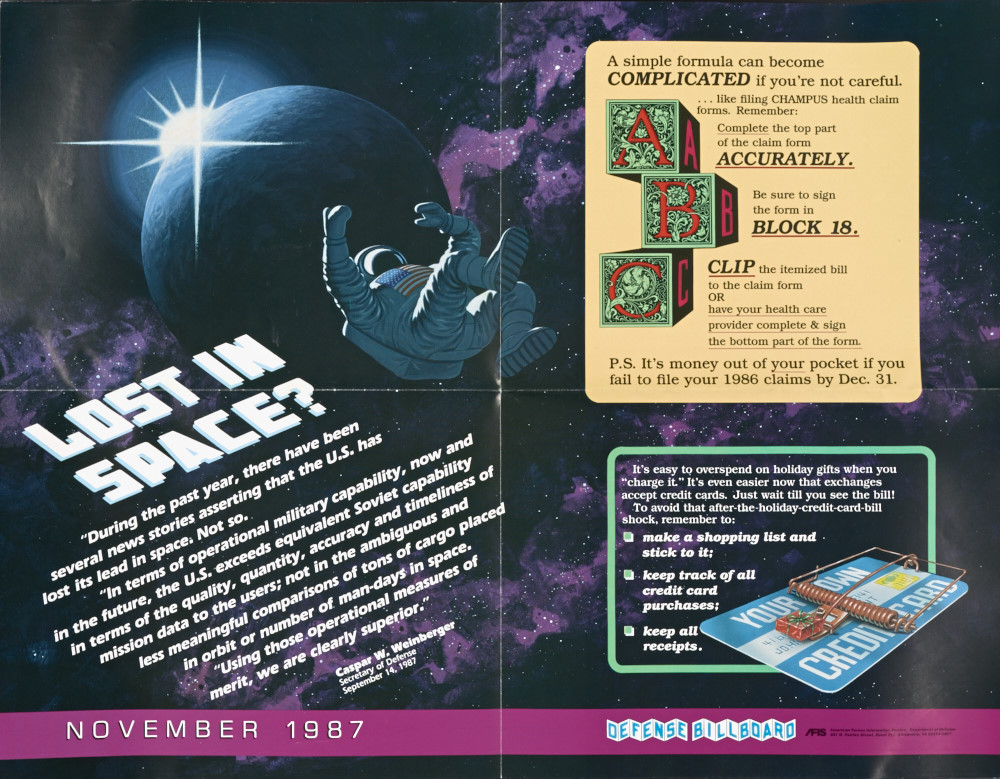 LOST IN
SPACE?
"During the past year, there have been
several news stories asserting that the U.S. has
lost its lead in space. Not so.
"In terms of operational military capability, now and
in the future, the U.S. exceeds equivalent Soviet capability
in terms of the quality, quantity, accuracy and timeliness of
mission data to the users; not in the ambiguous and
less meaningful comparisons of tons of cargo placed
in orbit or number of man-days in space.
"Using those operational measures of
merit, we are clearly superior."
Caspar W. Weinberger
Secretary of Defense
September 14, 1987
A simple formula can become
COMPLICATED if you're not careful.
. . . like filing CHAMPUS health claim
forms. Remember:
A A
Complete the top part
of the claim form
ACCURATELY.
B B
Be sure to sign
the form in
BLOCK 18.
C C
CLIP the itemized bill
to the claim form
OR
have your health care
provider complete & sign
the bottom part of the form.
P.S. It's money out of your pocket if you
fail to file your 1986 claims by Dec. 31.
It's easy to overspend on holiday gifts when you
"charge it." It's even easier now that exchanges
accept credit cards. Just wait till you see the bill!
To avoid that after-the-holiday-credit-card-bill
shock, remember to:
make a shopping list and
stick to it;
keep track of all
credit card
purchases;
keep all
receipts.
YOUR OWN
CREDIT CARD
NOVEMBER 1987
DEFENSE BILLBOARD
AFIS